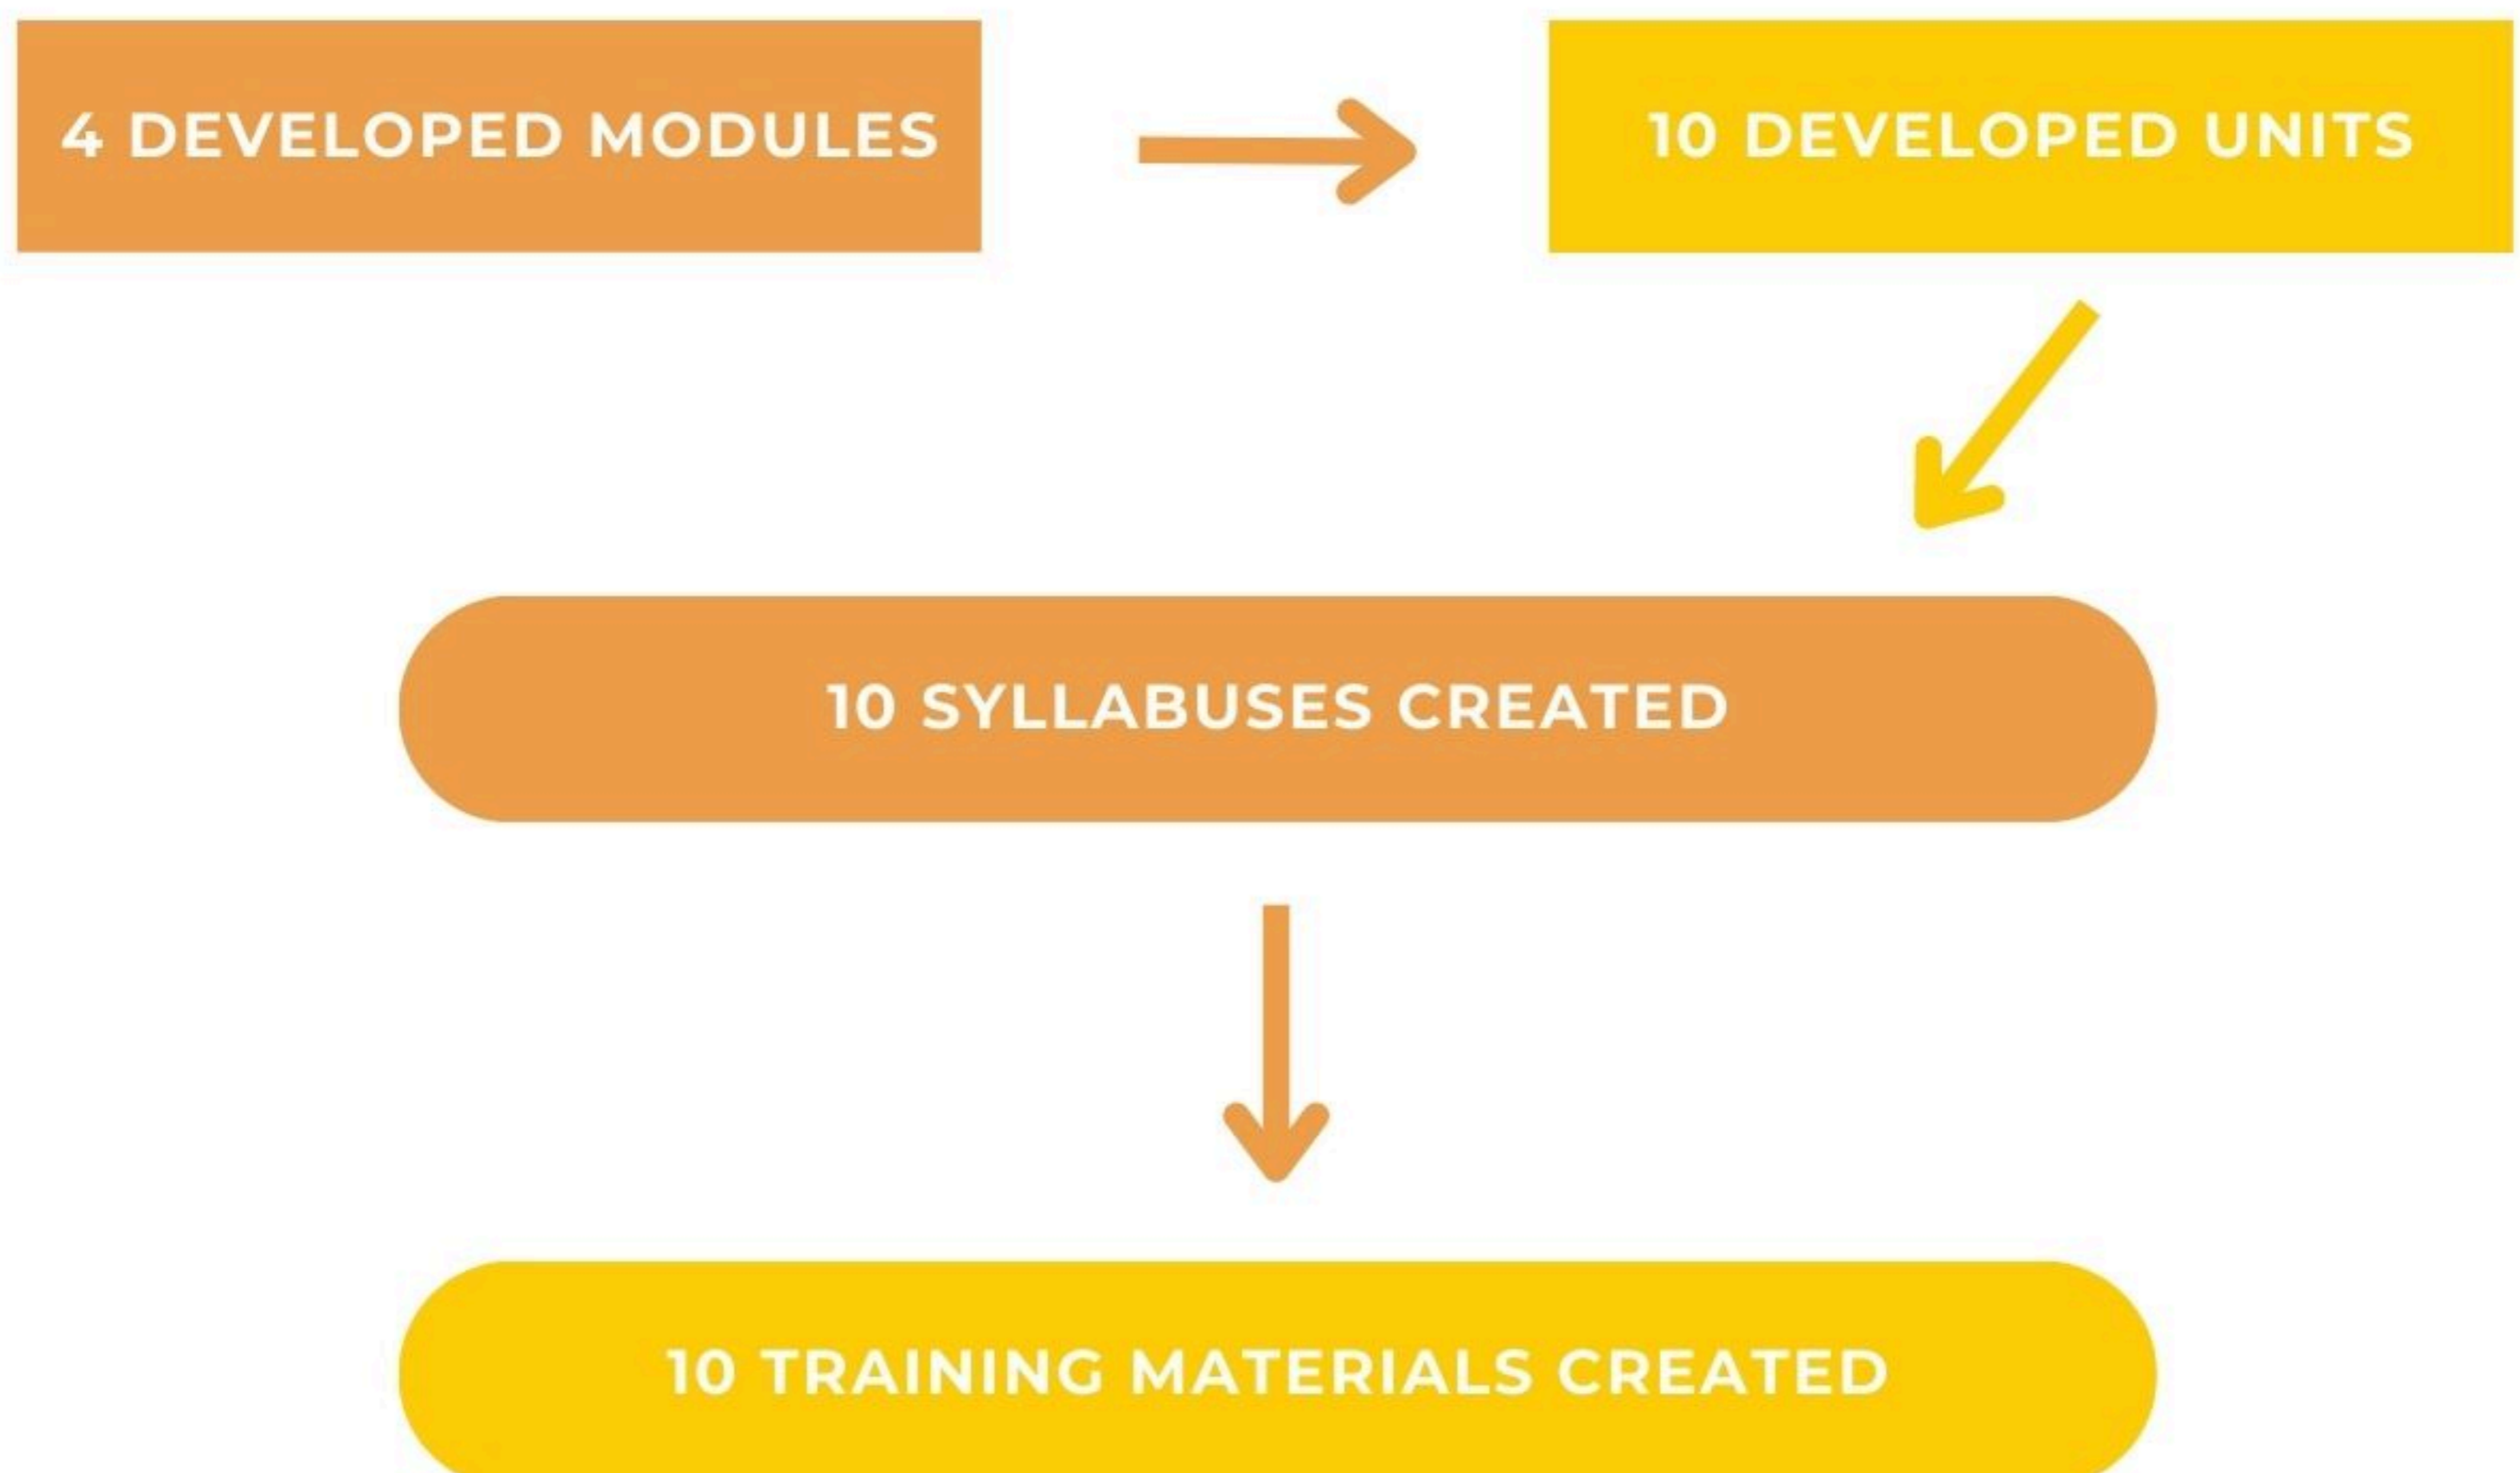 4 DEVELOPED MODULES
10 DEVELOPED UNITS
10 SYLLABUSES CREATED
10 TRAINING MATERIALS CREATED